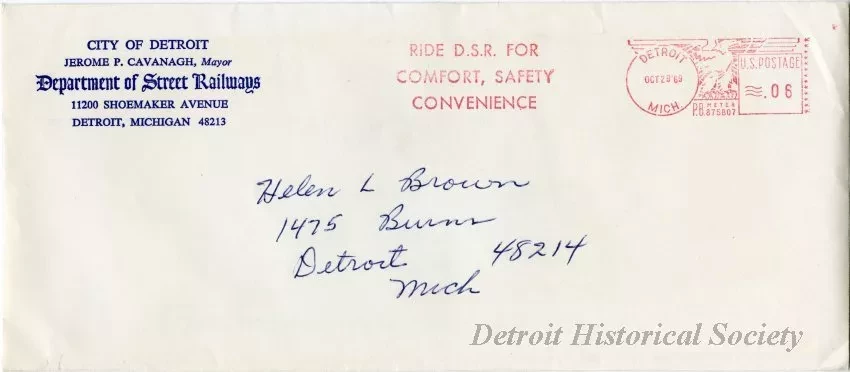 CITY OF DETROIT
JEROME P. CAVANAGH, Mayor
Department of Street Railways
11200 SHOEMAKER AVENUE
DETROIT, MICHIGAN 48213
RIDE D.S.R. FOR
COMFORT, SAFETY
CONVENIENCE
DETROIT
OCT 28 '69
MICH.
U.S. POSTAGE
.06
P.B. METER
P.B. 875807
Helen L Brown
1475 Burns
Detroit 48214
Mich
Detroit Historical Society